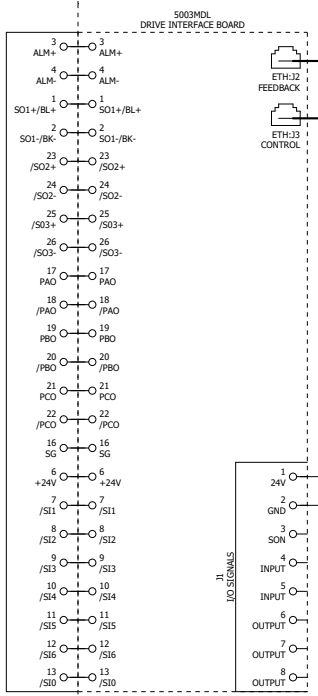 5003MDL
DRIVE INTERFACE BOARD
3 3
ALM+ ALM+
4 4
ALM- ALM-
1 1
SO1+/BL+ SO1+/BL+
2 2
SO1-/BK- SO1-/BK-
23 23
/SO2+ /SO2+
24 24
/SO2- /SO2-
25 25
/S03+ /S03+
26 26
/SO3- /SO3-
17 17
PAO PAO
18 18
/PAO /PAO
19 19
PBO PBO
20 20
/PBO /PBO
21 21
PCO PCO
22 22
/PCO /PCO
16 16
SG SG
6 6
+24V +24V
7 7
/SI1 /SI1
8 8
/SI2 /SI2
9 9
/SI3 /SI3
10 10
/SI4 /SI4
11 11
/SI5 /SI5
12 12
/SI6 /SI6
13 13
/SI0 /SI0
ETH:J2
FEEDBACK
ETH:J3
CONTROL
J1
I/O SIGNALS
1
24V
2
GND
3
SON
4
INPUT
5
INPUT
6
OUTPUT
7
OUTPUT
8
OUTPUT